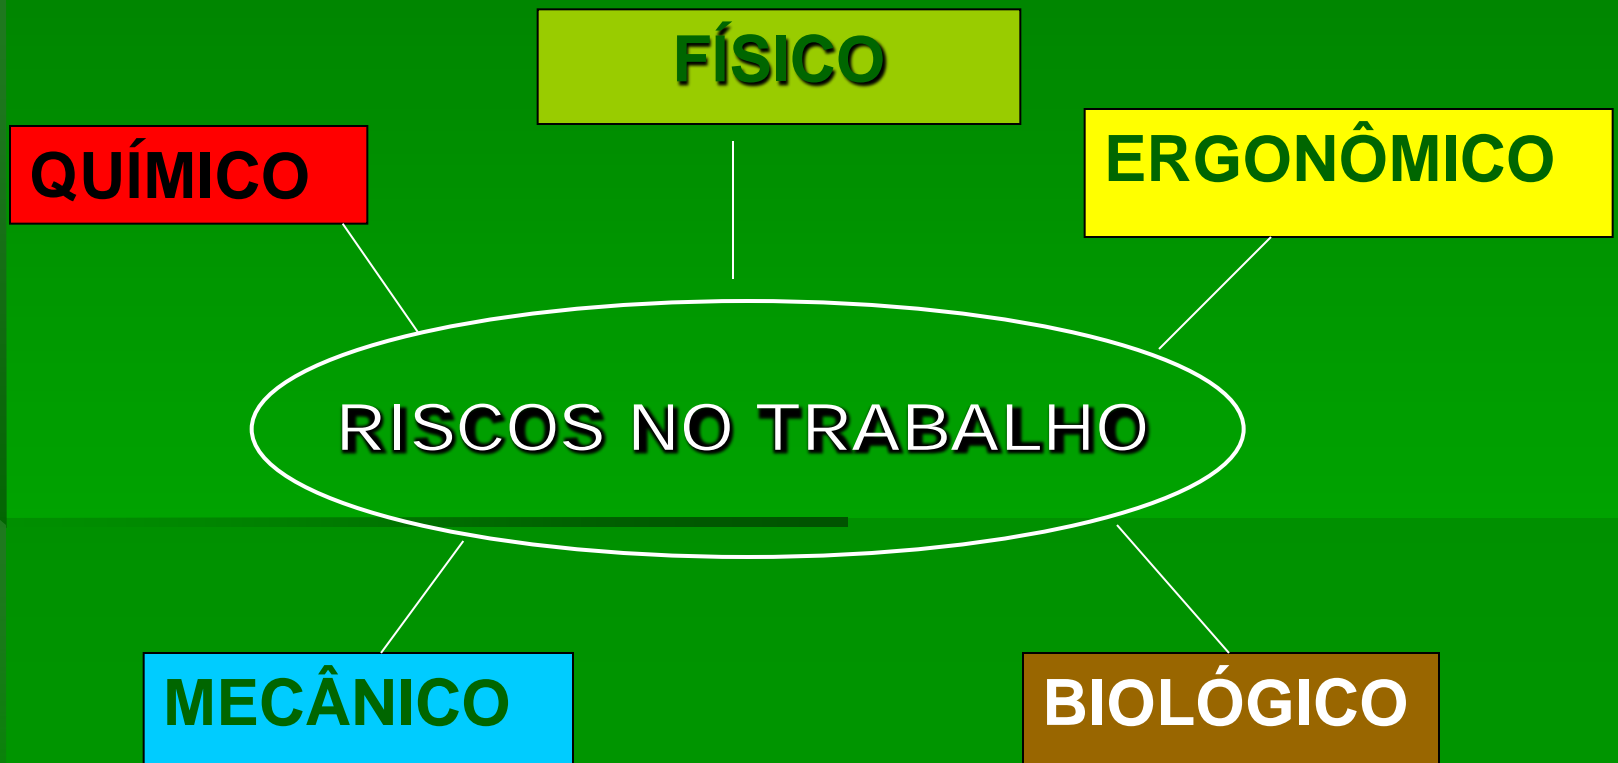 FÍSICO
QUÍMICO
ERGONÔMICO
RISCOS NO TRABALHO
MECÂNICO
BIOLÓGICO